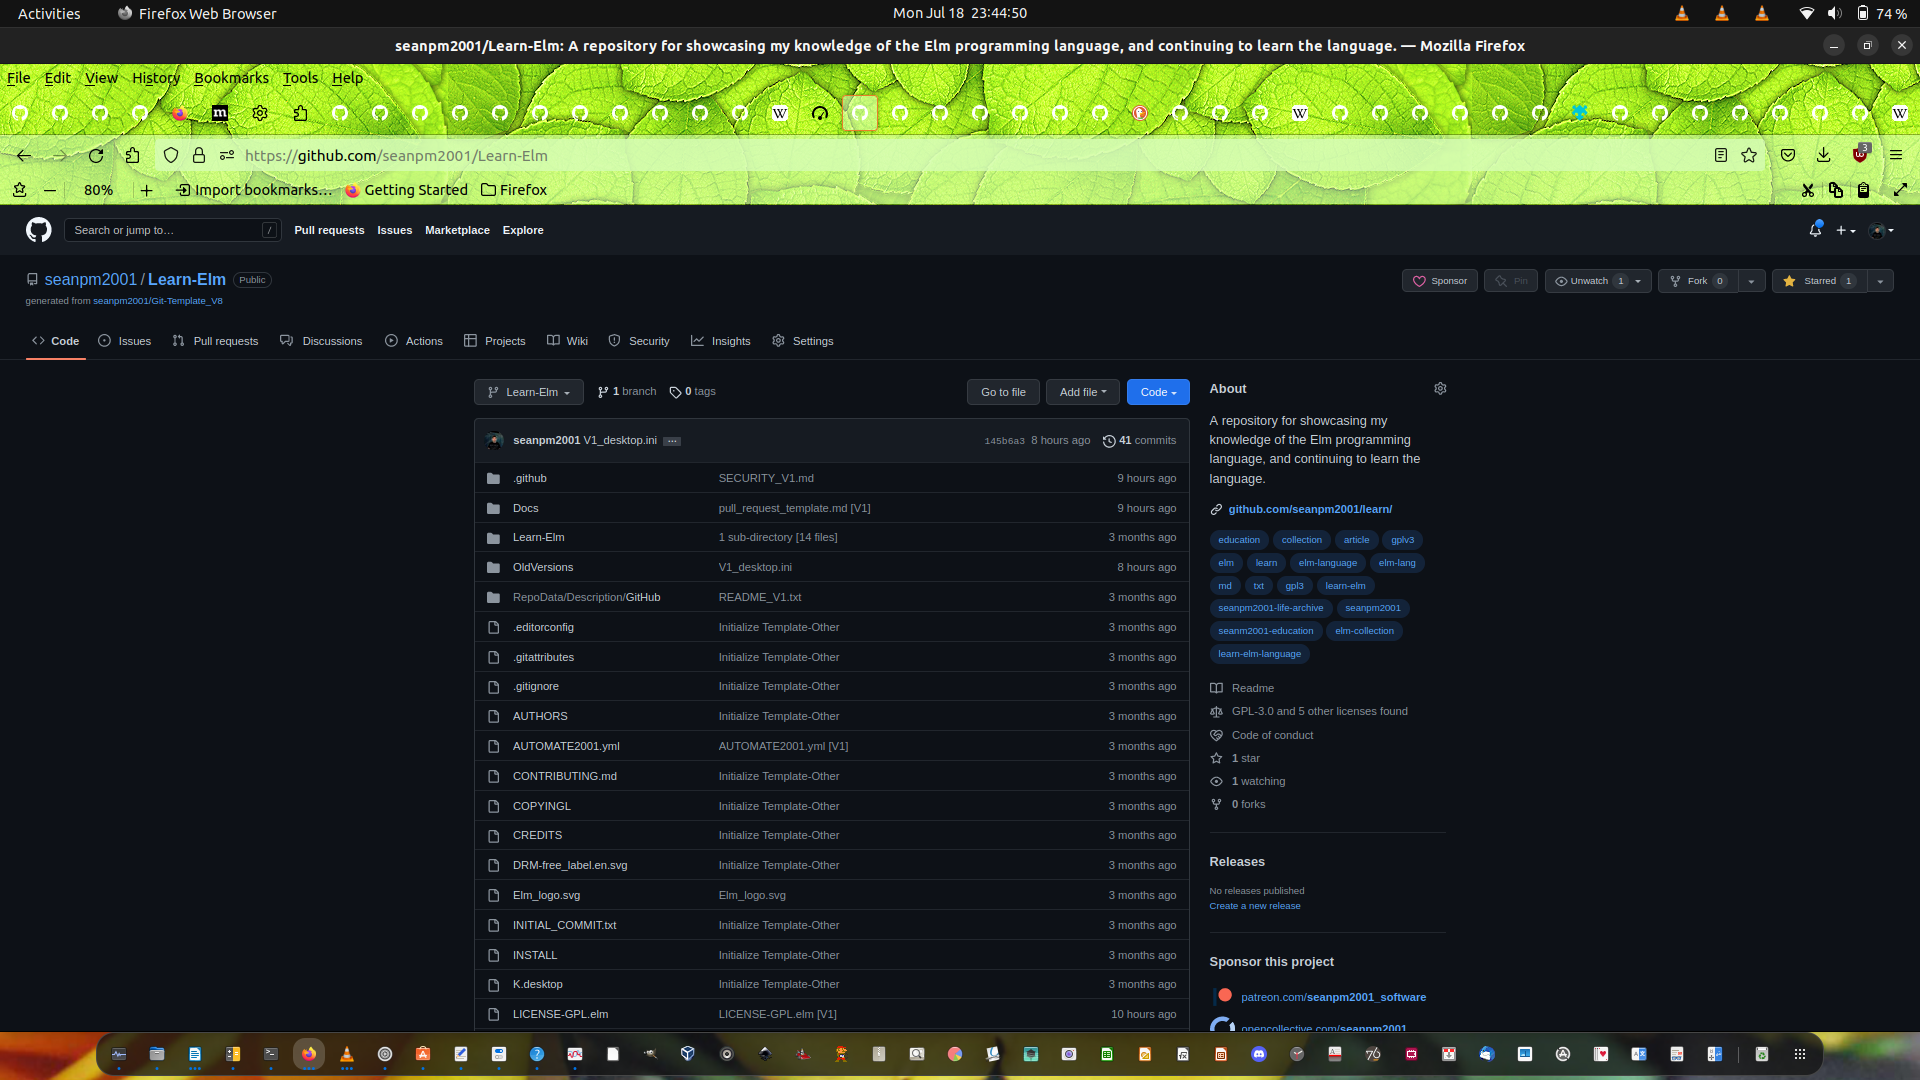 Activities Firefox Web Browser Mon Jul 18 23:44:50 74 %
seanpm2001/Learn-Elm: A repository for showcasing my knowledge of the Elm programming language, and continuing to learn the language. — Mozilla Firefox
File Edit View History Bookmarks Tools Help
https://github.com/seanpm2001/Learn-Elm 3
80% Import bookmarks… Getting Started Firefox
Search or jump to… / Pull requests Issues Marketplace Explore
seanpm2001 / Learn-Elm Public Sponsor Pin Unwatch 1 Fork 0 Starred 1
generated from seanpm2001/Git-Template_V8
Code Issues Pull requests Discussions Actions Projects Wiki Security Insights Settings
Learn-Elm 1 branch 0 tags Go to file Add file Code
seanpm2001 V1_desktop.ini ... 145b6a3 8 hours ago 41 commits
.github SECURITY_V1.md 9 hours ago
Docs pull_request_template.md [V1] 9 hours ago
Learn-Elm 1 sub-directory [14 files] 3 months ago
OldVersions V1_desktop.ini 8 hours ago
RepoData/Description/GitHub README_V1.txt 3 months ago
.editorconfig Initialize Template-Other 3 months ago
.gitattributes Initialize Template-Other 3 months ago
.gitignore Initialize Template-Other 3 months ago
AUTHORS Initialize Template-Other 3 months ago
AUTOMATE2001.yml AUTOMATE2001.yml [V1] 3 months ago
CONTRIBUTING.md Initialize Template-Other 3 months ago
COPYINGL Initialize Template-Other 3 months ago
CREDITS Initialize Template-Other 3 months ago
DRM-free_label.en.svg Initialize Template-Other 3 months ago
Elm_logo.svg Elm_logo.svg 3 months ago
INITIAL_COMMIT.txt Initialize Template-Other 3 months ago
INSTALL Initialize Template-Other 3 months ago
K.desktop Initialize Template-Other 3 months ago
LICENSE-GPL.elm LICENSE-GPL.elm [V1] 10 hours ago
About
A repository for showcasing my
knowledge of the Elm programming
language, and continuing to learn the
language.
github.com/seanpm2001/learn/
education collection article gplv3
elm learn elm-language elm-lang
md txt gpl3 learn-elm
seanpm2001-life-archive seanpm2001
seanm2001-education elm-collection
learn-elm-language
Readme
GPL-3.0 and 5 other licenses found
Code of conduct
1 star
1 watching
0 forks
Releases
No releases published
Create a new release
Sponsor this project
patreon.com/seanpm2001_software
opencollective.com/seanpm2001